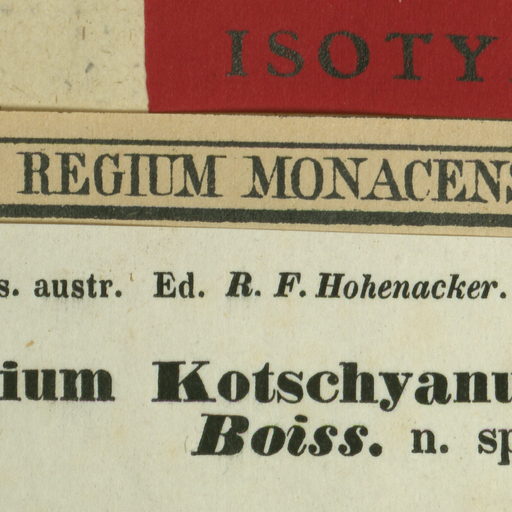 ISOTY
REGIUM MONACENS
s. austr. Ed. R. F. Hohenacker.
ium Kotschyanu
Boiss. n. sp